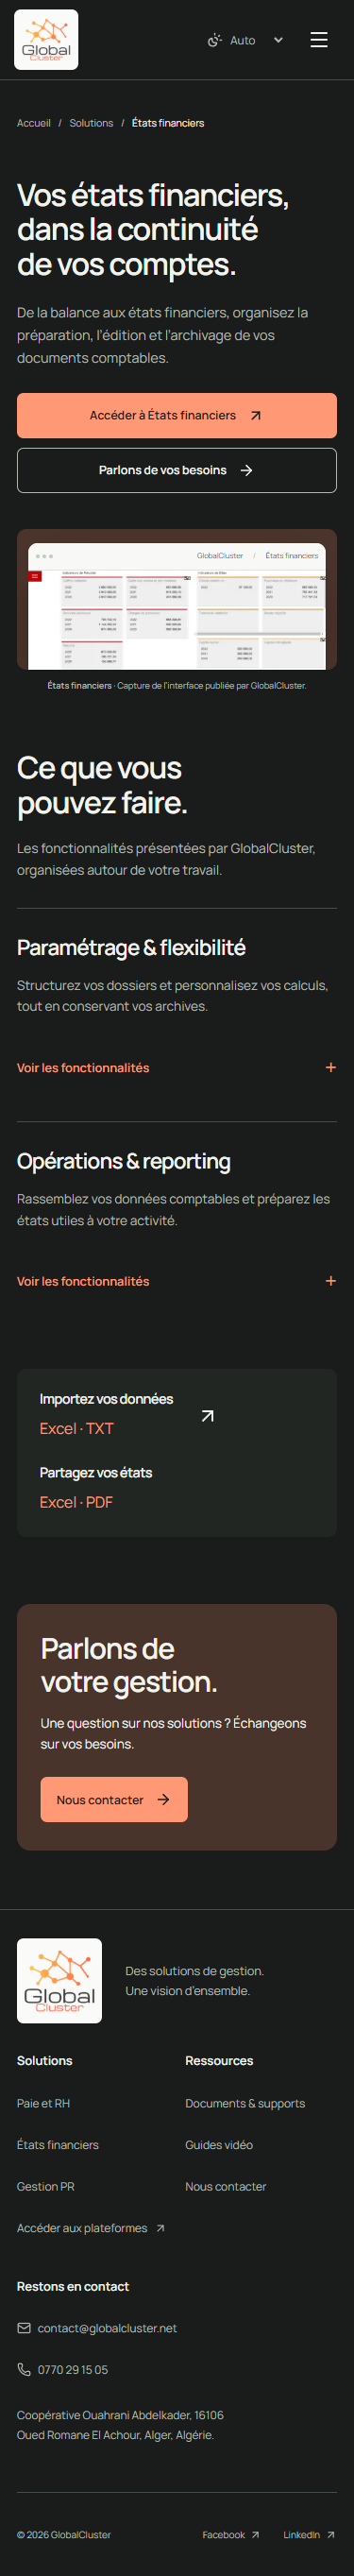 Global
Cluster
Auto
Accueil / Solutions / États financiers
Vos états financiers,
dans la continuité
de vos comptes.
De la balance aux états financiers, organisez la
préparation, l'édition et l'archivage de vos
documents comptables.
Accéder à États financiers
Parlons de vos besoins
GlobalCluster / États financiers
États financiers · Capture de l'interface publiée par GlobalCluster.
Ce que vous
pouvez faire.
Les fonctionnalités présentées par GlobalCluster,
organisées autour de votre travail.
Paramétrage & flexibilité
Structurez vos dossiers et personnalisez vos calculs,
tout en conservant vos archives.
Voir les fonctionnalités +
Opérations & reporting
Rassemblez vos données comptables et préparez les
états utiles à votre activité.
Voir les fonctionnalités +
Importez vos données
Excel · TXT
Partagez vos états
Excel · PDF
Parlons de
votre gestion.
Une question sur nos solutions ? Échangeons
sur vos besoins.
Nous contacter
Global
Cluster
Des solutions de gestion.
Une vision d'ensemble.
Solutions
Paie et RH
États financiers
Gestion PR
Accéder aux plateformes
Ressources
Documents & supports
Guides vidéo
Nous contacter
Restons en contact
contact@globalcluster.net
0770 29 15 05
Coopérative Ouahrani Abdelkader, 16106
Oued Romane El Achour, Alger, Algérie.
© 2026 GlobalCluster
Facebook
LinkedIn